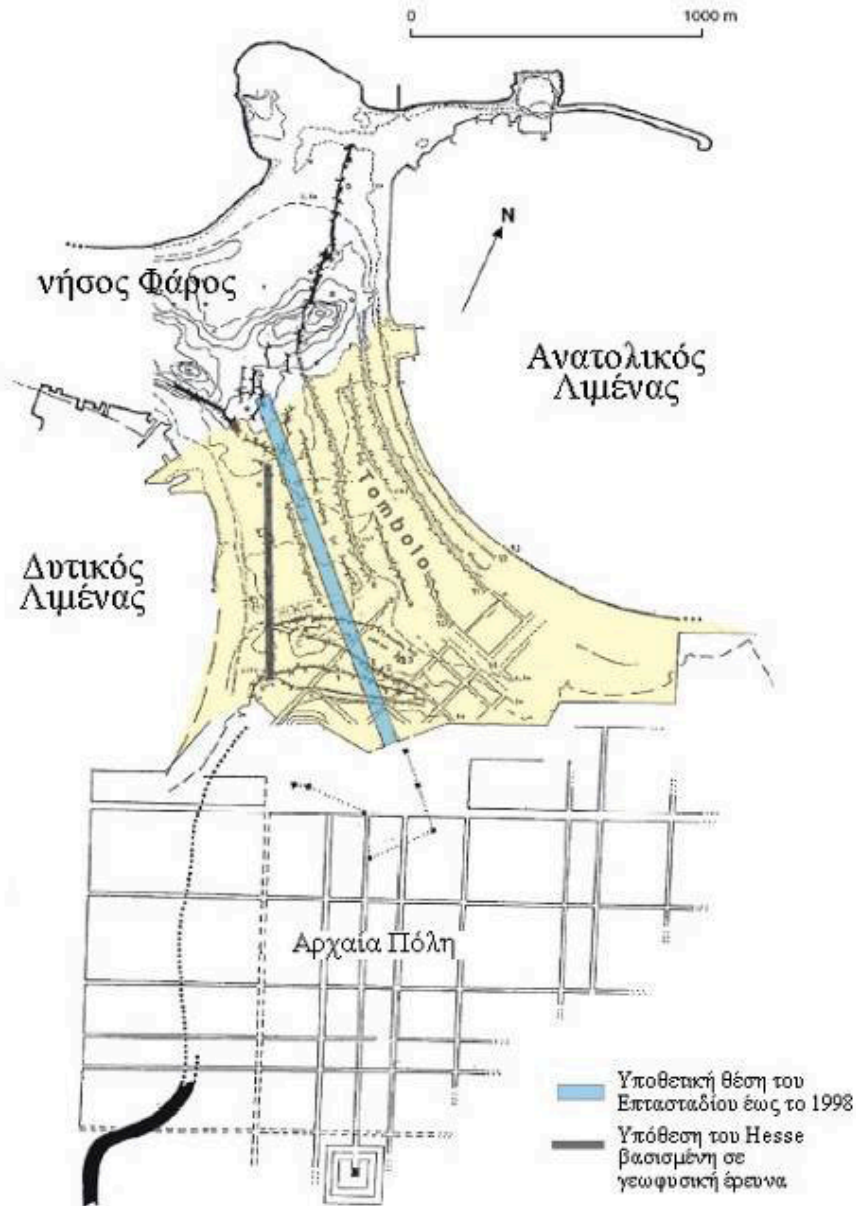 0 1000 m
N
νήσος Φάρος
Ανατολικός
Λιμένας
Tombolo
Δυτικός
Λιμένας
Αρχαία Πόλη
Υποθετική θέση του
Επτασταδίου έως το 1998
Υπόθεση του Hesse
βασισμένη σε
γεωφυσική έρευνα